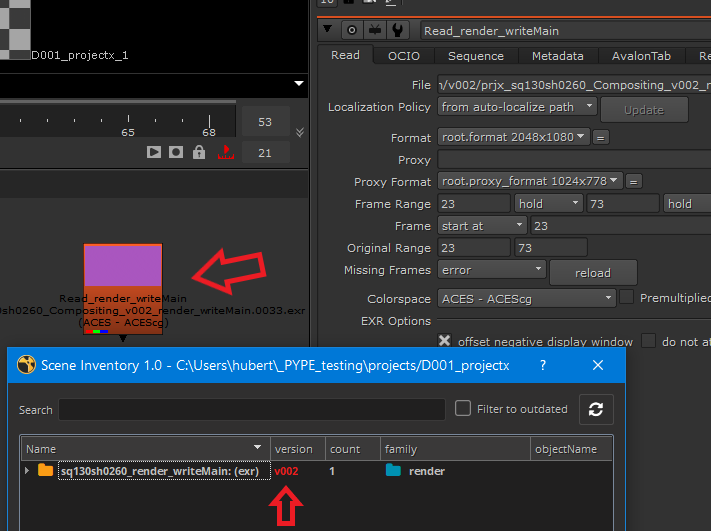 D001_projectx_1
65
68
53
21
Read_render_writeMain
sh0260_Compositing_v002_render_writeMain.0033.exr
(ACES - ACEScg)
Read_render_writeMain
Read OCIO Sequence Metadata AvalonTab Re
File /v002/prjx_sq130sh0260_Compositing_v002_r
Localization Policy from auto-localize path Update
Format root.format 2048x1080 =
Proxy
Proxy Format root.proxy_format 1024x778 =
Frame Range 23 hold 73 hold
Frame start at 23
Original Range 23 73
Missing Frames error reload
Colorspace ACES - ACEScg Premultiplied
EXR Options
offset negative display window do not at
Scene Inventory 1.0 - C:\Users\hubert\_PYPE_testing\projects/D001_projectx ?
Search Filter to outdated
Name version count family objectName
sq130sh0260_render_writeMain: (exr) v002 1 render